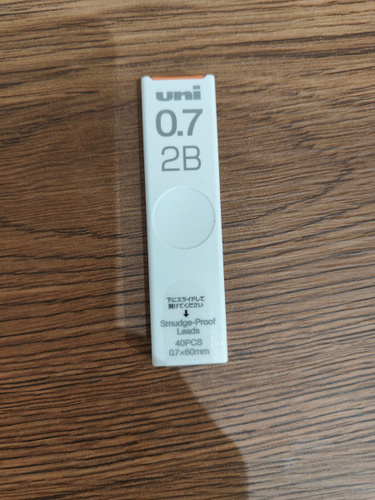 uni
0.7
2B
下にスライドして
開けてください
Smudge-Proof
Leads
40PCS
0.7×60mm